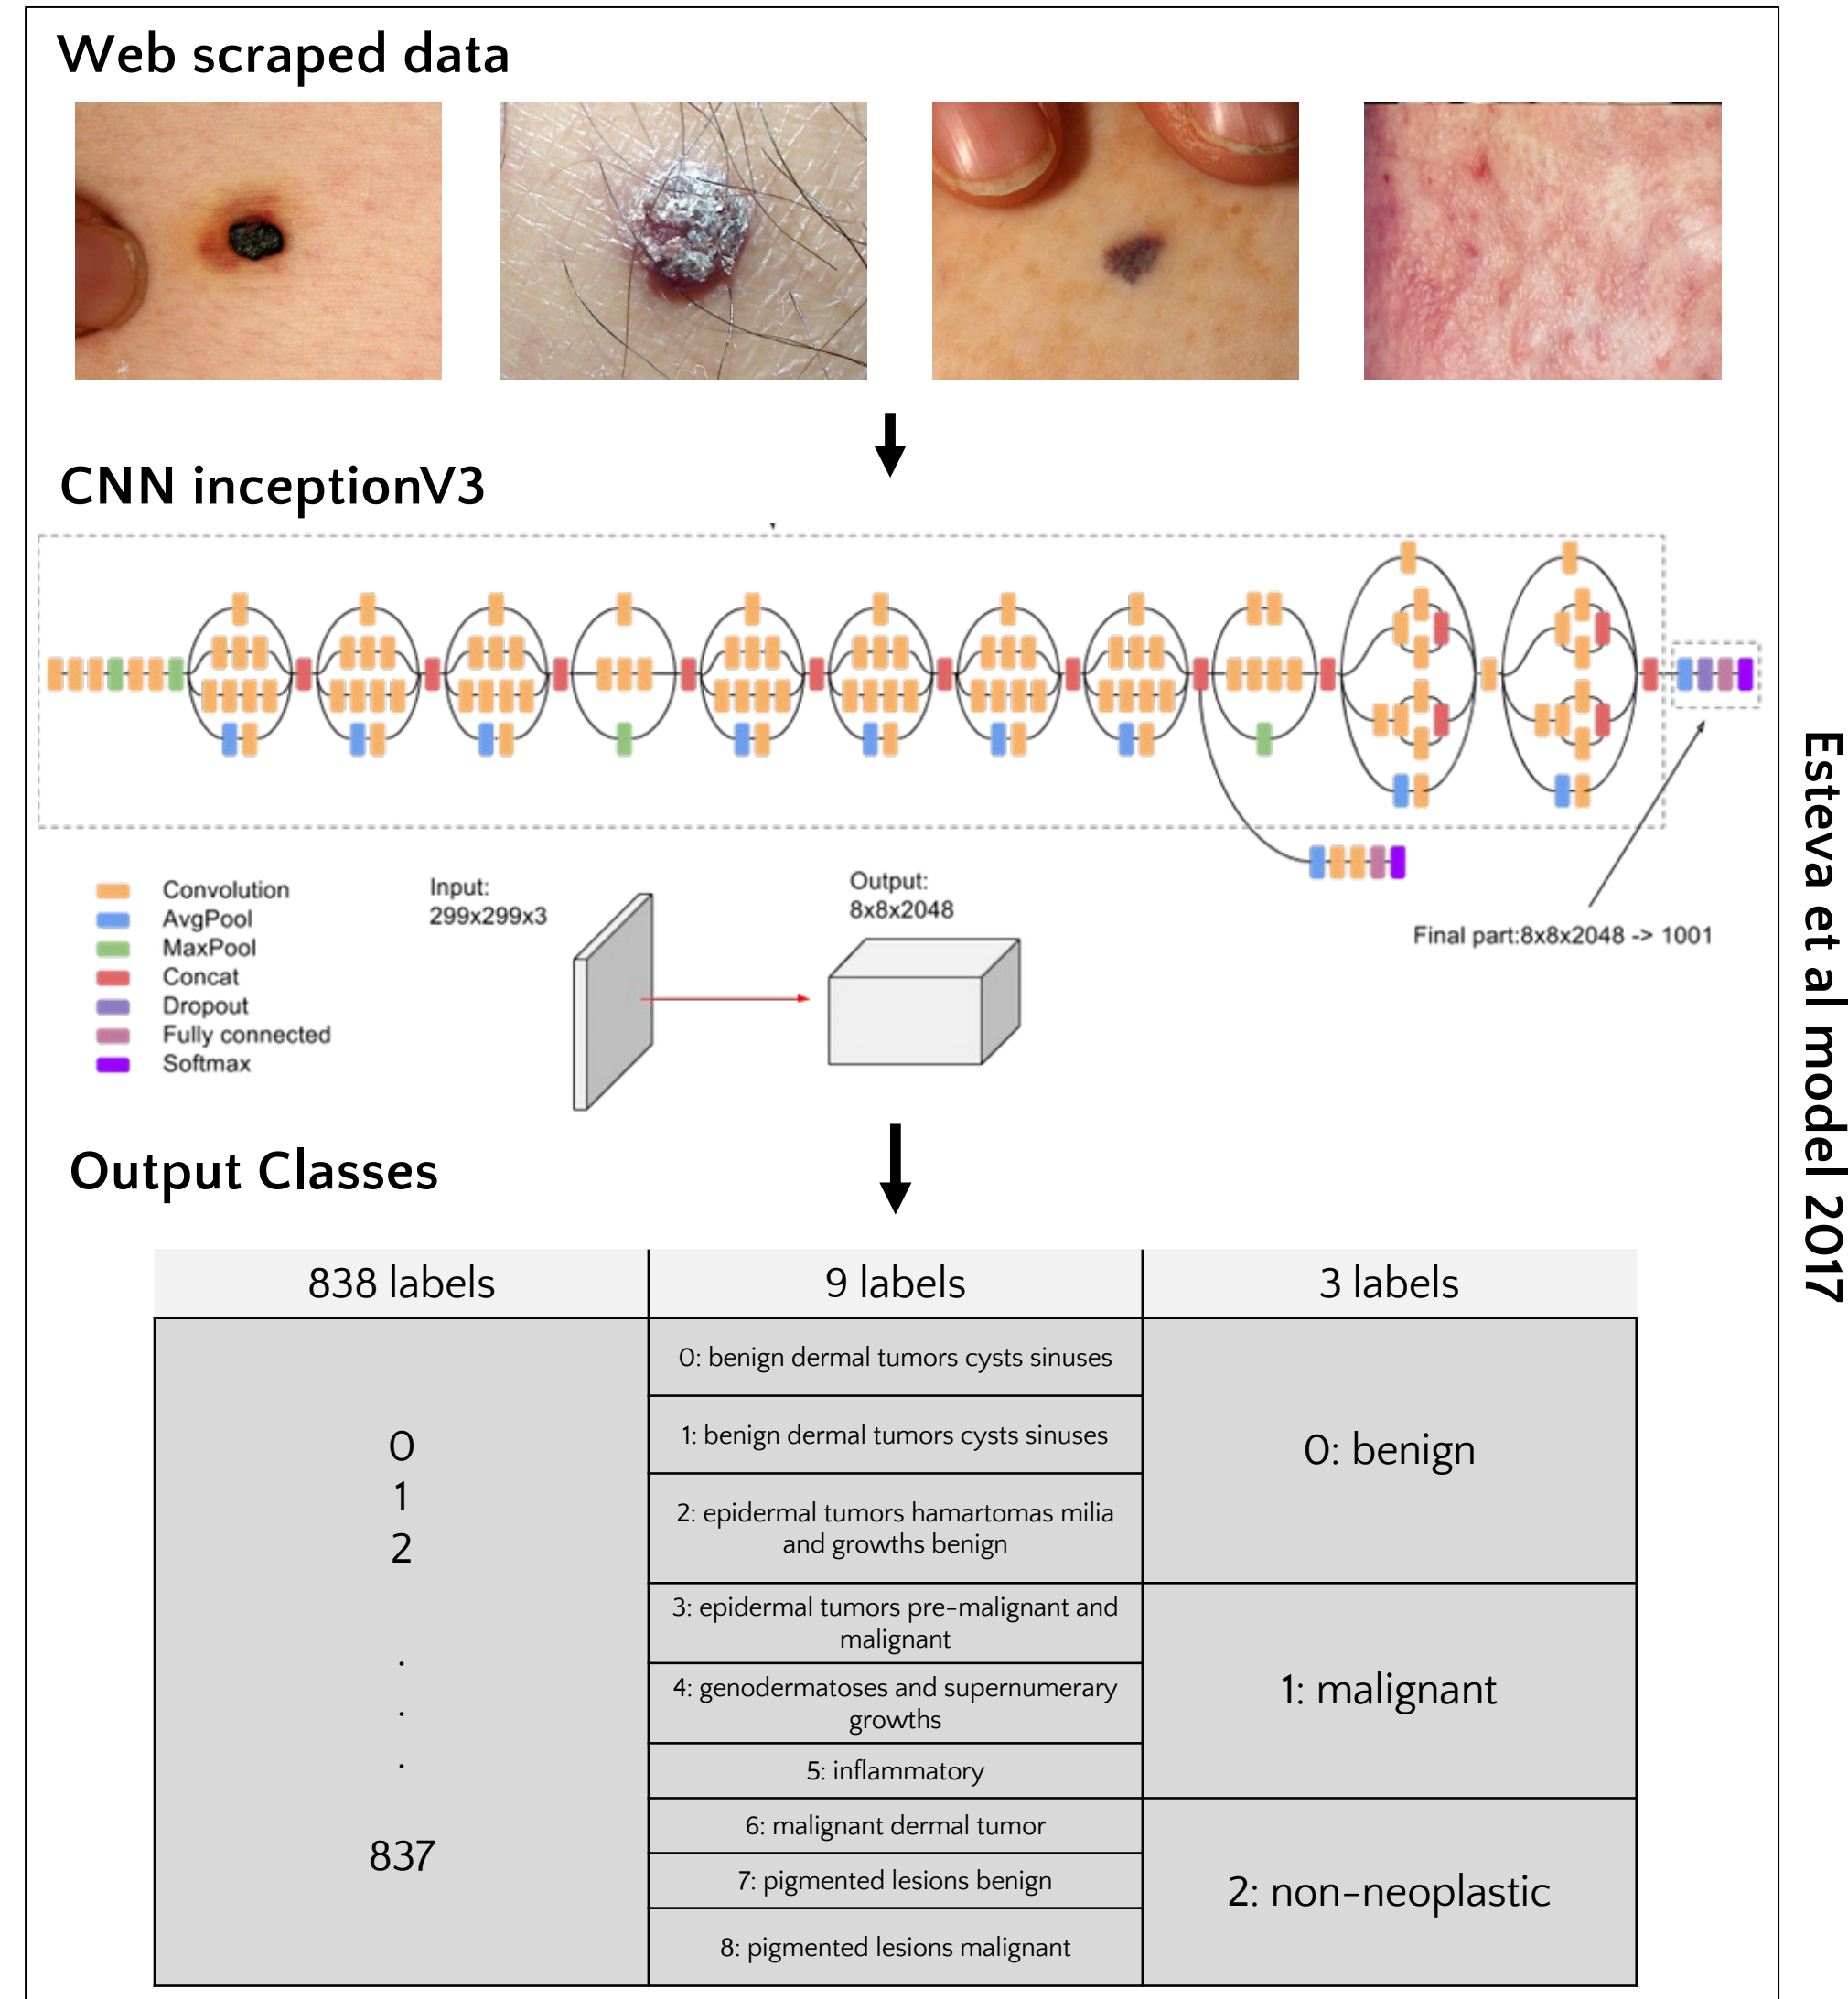 Web scraped data
CNN inceptionV3
Convolution
AvgPool
MaxPool
Concat
Dropout
Fully connected
Softmax
Input:
299x299x3
Output:
8x8x2048
Final part:8x8x2048 -> 1001
Output Classes
838 labels
9 labels
3 labels
0
1
2
.
.
.
837
0: benign dermal tumors cysts sinuses
1: benign dermal tumors cysts sinuses
2: epidermal tumors hamartomas milia
and growths benign
3: epidermal tumors pre-malignant and
malignant
4: genodermatoses and supernumerary
growths
5: inflammatory
6: malignant dermal tumor
7: pigmented lesions benign
8: pigmented lesions malignant
0: benign
1: malignant
2: non-neoplastic
Esteva et al model 2017